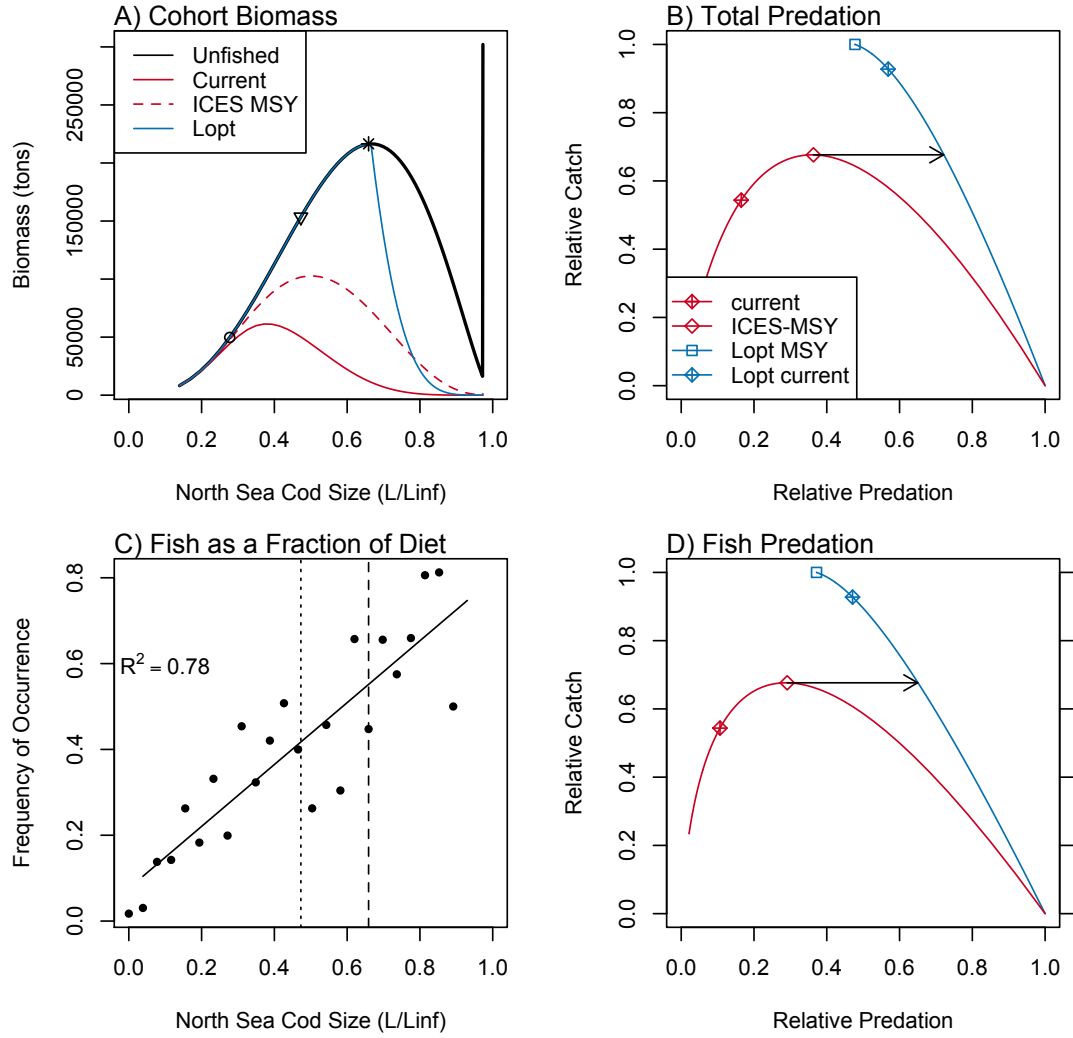 A) Cohort Biomass
Unfished
Current
ICES MSY
Lopt
Biomass (tons)
0
50000
150000
250000
0.0 0.2 0.4 0.6 0.8 1.0
North Sea Cod Size (L/Linf)
B) Total Predation
Relative Catch
0.0 0.2 0.4 0.6 0.8 1.0
current
ICES-MSY
Lopt MSY
Lopt current
0.0 0.2 0.4 0.6 0.8 1.0
Relative Predation
C) Fish as a Fraction of Diet
R² = 0.78
Frequency of Occurrence
0.0 0.2 0.4 0.6 0.8
0.0 0.2 0.4 0.6 0.8 1.0
North Sea Cod Size (L/Linf)
D) Fish Predation
Relative Catch
0.0 0.2 0.4 0.6 0.8 1.0
0.0 0.2 0.4 0.6 0.8 1.0
Relative Predation